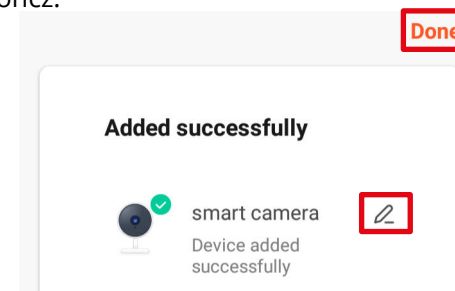 Done
Added successfully
smart camera
Device added
successfully